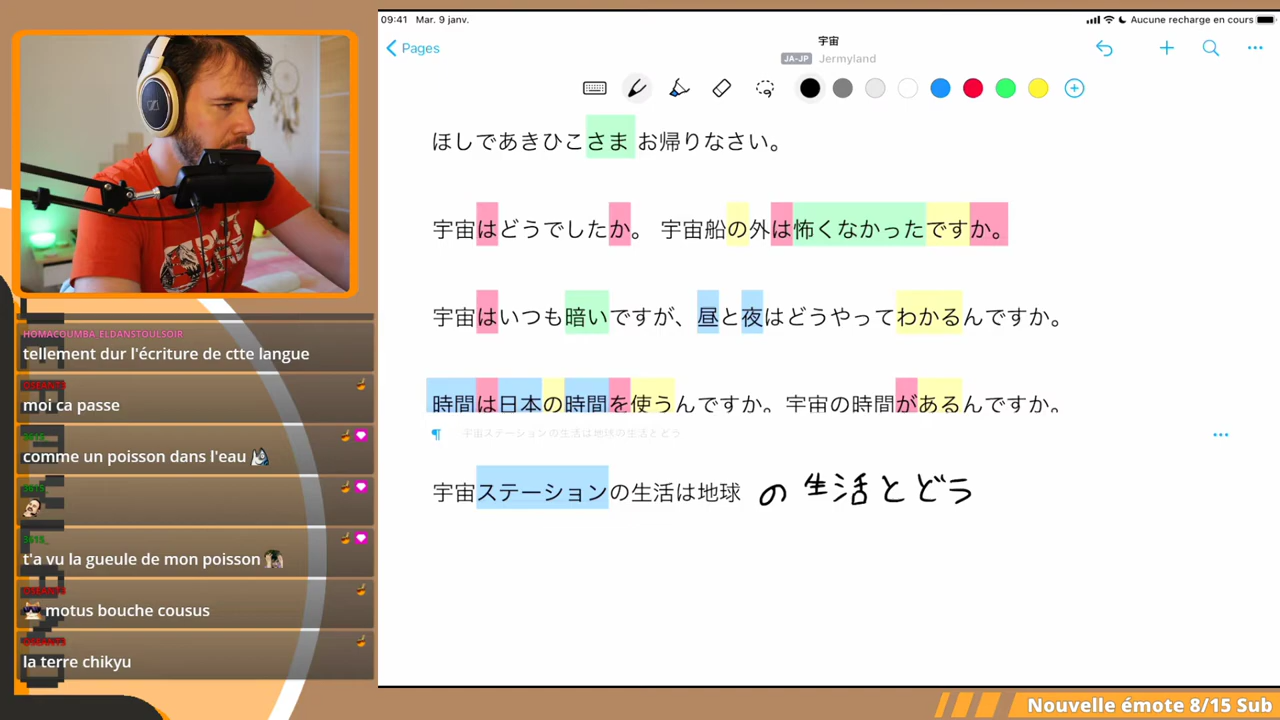 09:41 Mar. 9 janv.
Aucune recharge en cours
Pages
宇宙
JA-JP Jermyland
ほしであきひこさま お帰りなさい。
宇宙はどうでしたか。 宇宙船の外は怖くなかったですか。
宇宙はいつも暗いですが、昼と夜はどうやってわかるんですか。
時間は日本の時間を使うんですか。宇宙の時間があるんですか。
宇宙ステーションの生活は地球の生活とどう
宇宙ステーションの生活は地球 の生活とどう
HOMACOUMBA_ELDANSTOULSOIR
tellement dur l'écriture de ctte langue
moi ca passe
comme un poisson dans l'eau
t'a vu la gueule de mon poisson
motus bouche cousus
la terre chikyu
Nouvelle émote 8/15 Sub